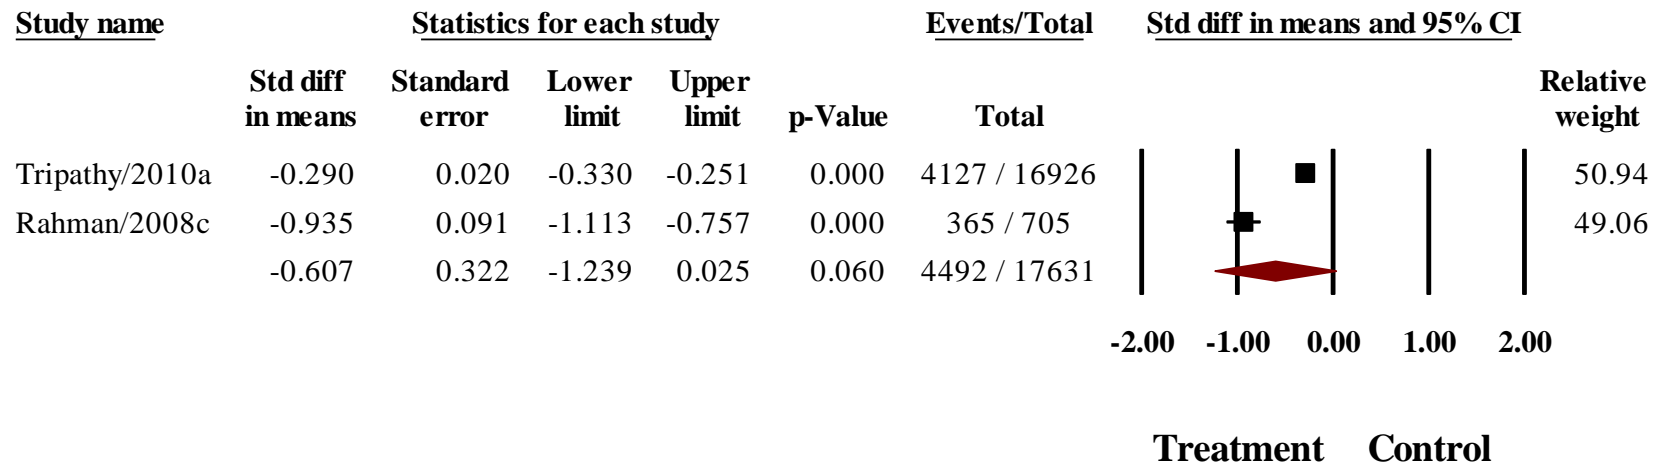 Study name Statistics for each study Events/Total Std diff in means and 95% CI
Std diff Standard Lower Upper Relative
in means error limit limit p-Value Total weight
Tripathy/2010a -0.290 0.020 -0.330 -0.251 0.000 4127 / 16926 50.94
Rahman/2008c -0.935 0.091 -1.113 -0.757 0.000 365 / 705 49.06
-0.607 0.322 -1.239 0.025 0.060 4492 / 17631
-2.00 -1.00 0.00 1.00 2.00
Treatment Control